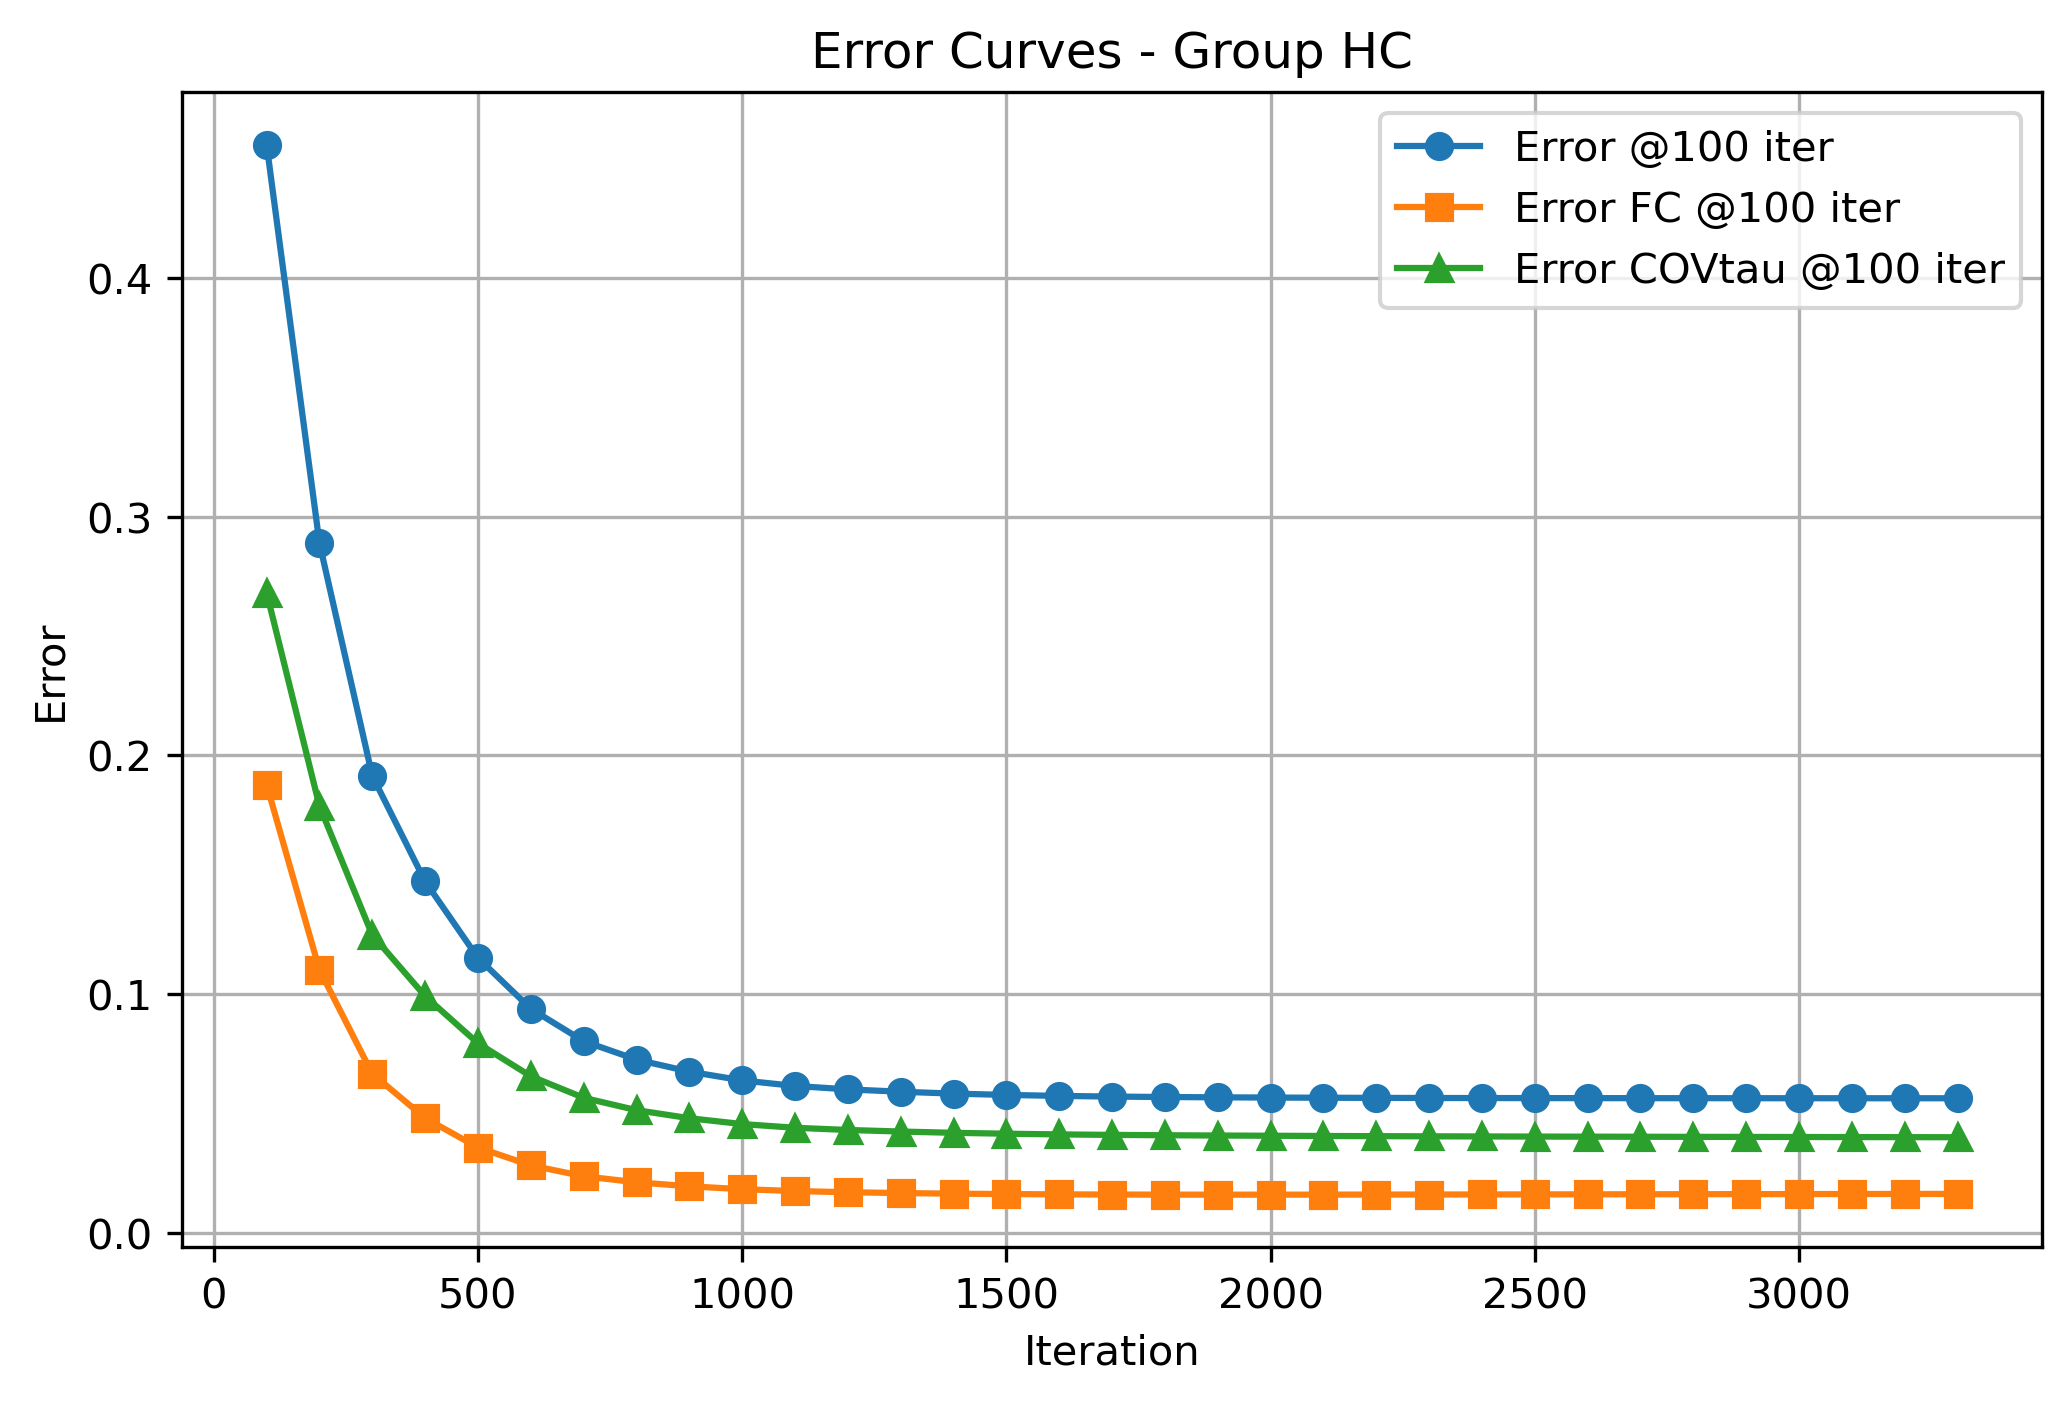 Error Curves - Group HC
Error @100 iter
Error FC @100 iter
Error COVtau @100 iter
Error
0.4
0.3
0.2
0.1
0.0
0 500 1000 1500 2000 2500 3000
Iteration